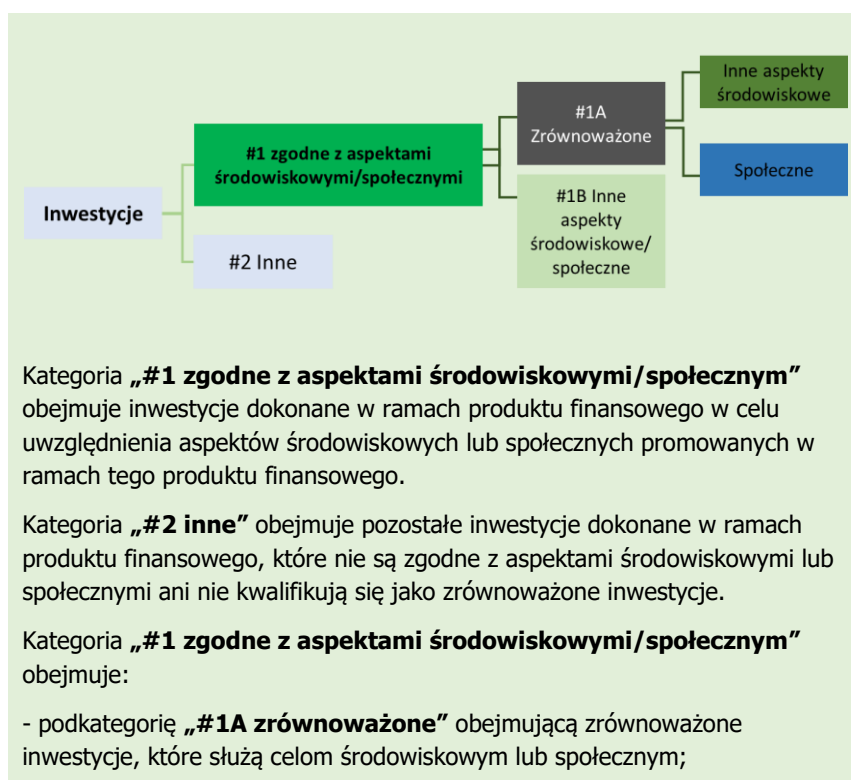 Inne aspekty
środowiskowe
#1A
Zrównoważone
#1 zgodne z aspektami
środowiskowymi/społecznymi
Społeczne
#1B Inne
aspekty
środowiskowe/
społeczne
Inwestycje
#2 Inne
Kategoria „#1 zgodne z aspektami środowiskowymi/społecznym”
obejmuje inwestycje dokonane w ramach produktu finansowego w celu
uwzględnienia aspektów środowiskowych lub społecznych promowanych w
ramach tego produktu finansowego.
Kategoria „#2 inne” obejmuje pozostałe inwestycje dokonane w ramach
produktu finansowego, które nie są zgodne z aspektami środowiskowymi lub
społecznymi ani nie kwalifikują się jako zrównoważone inwestycje.
Kategoria „#1 zgodne z aspektami środowiskowymi/społecznym”
obejmuje:
- podkategorię „#1A zrównoważone” obejmującą zrównoważone
inwestycje, które służą celom środowiskowym lub społecznym;